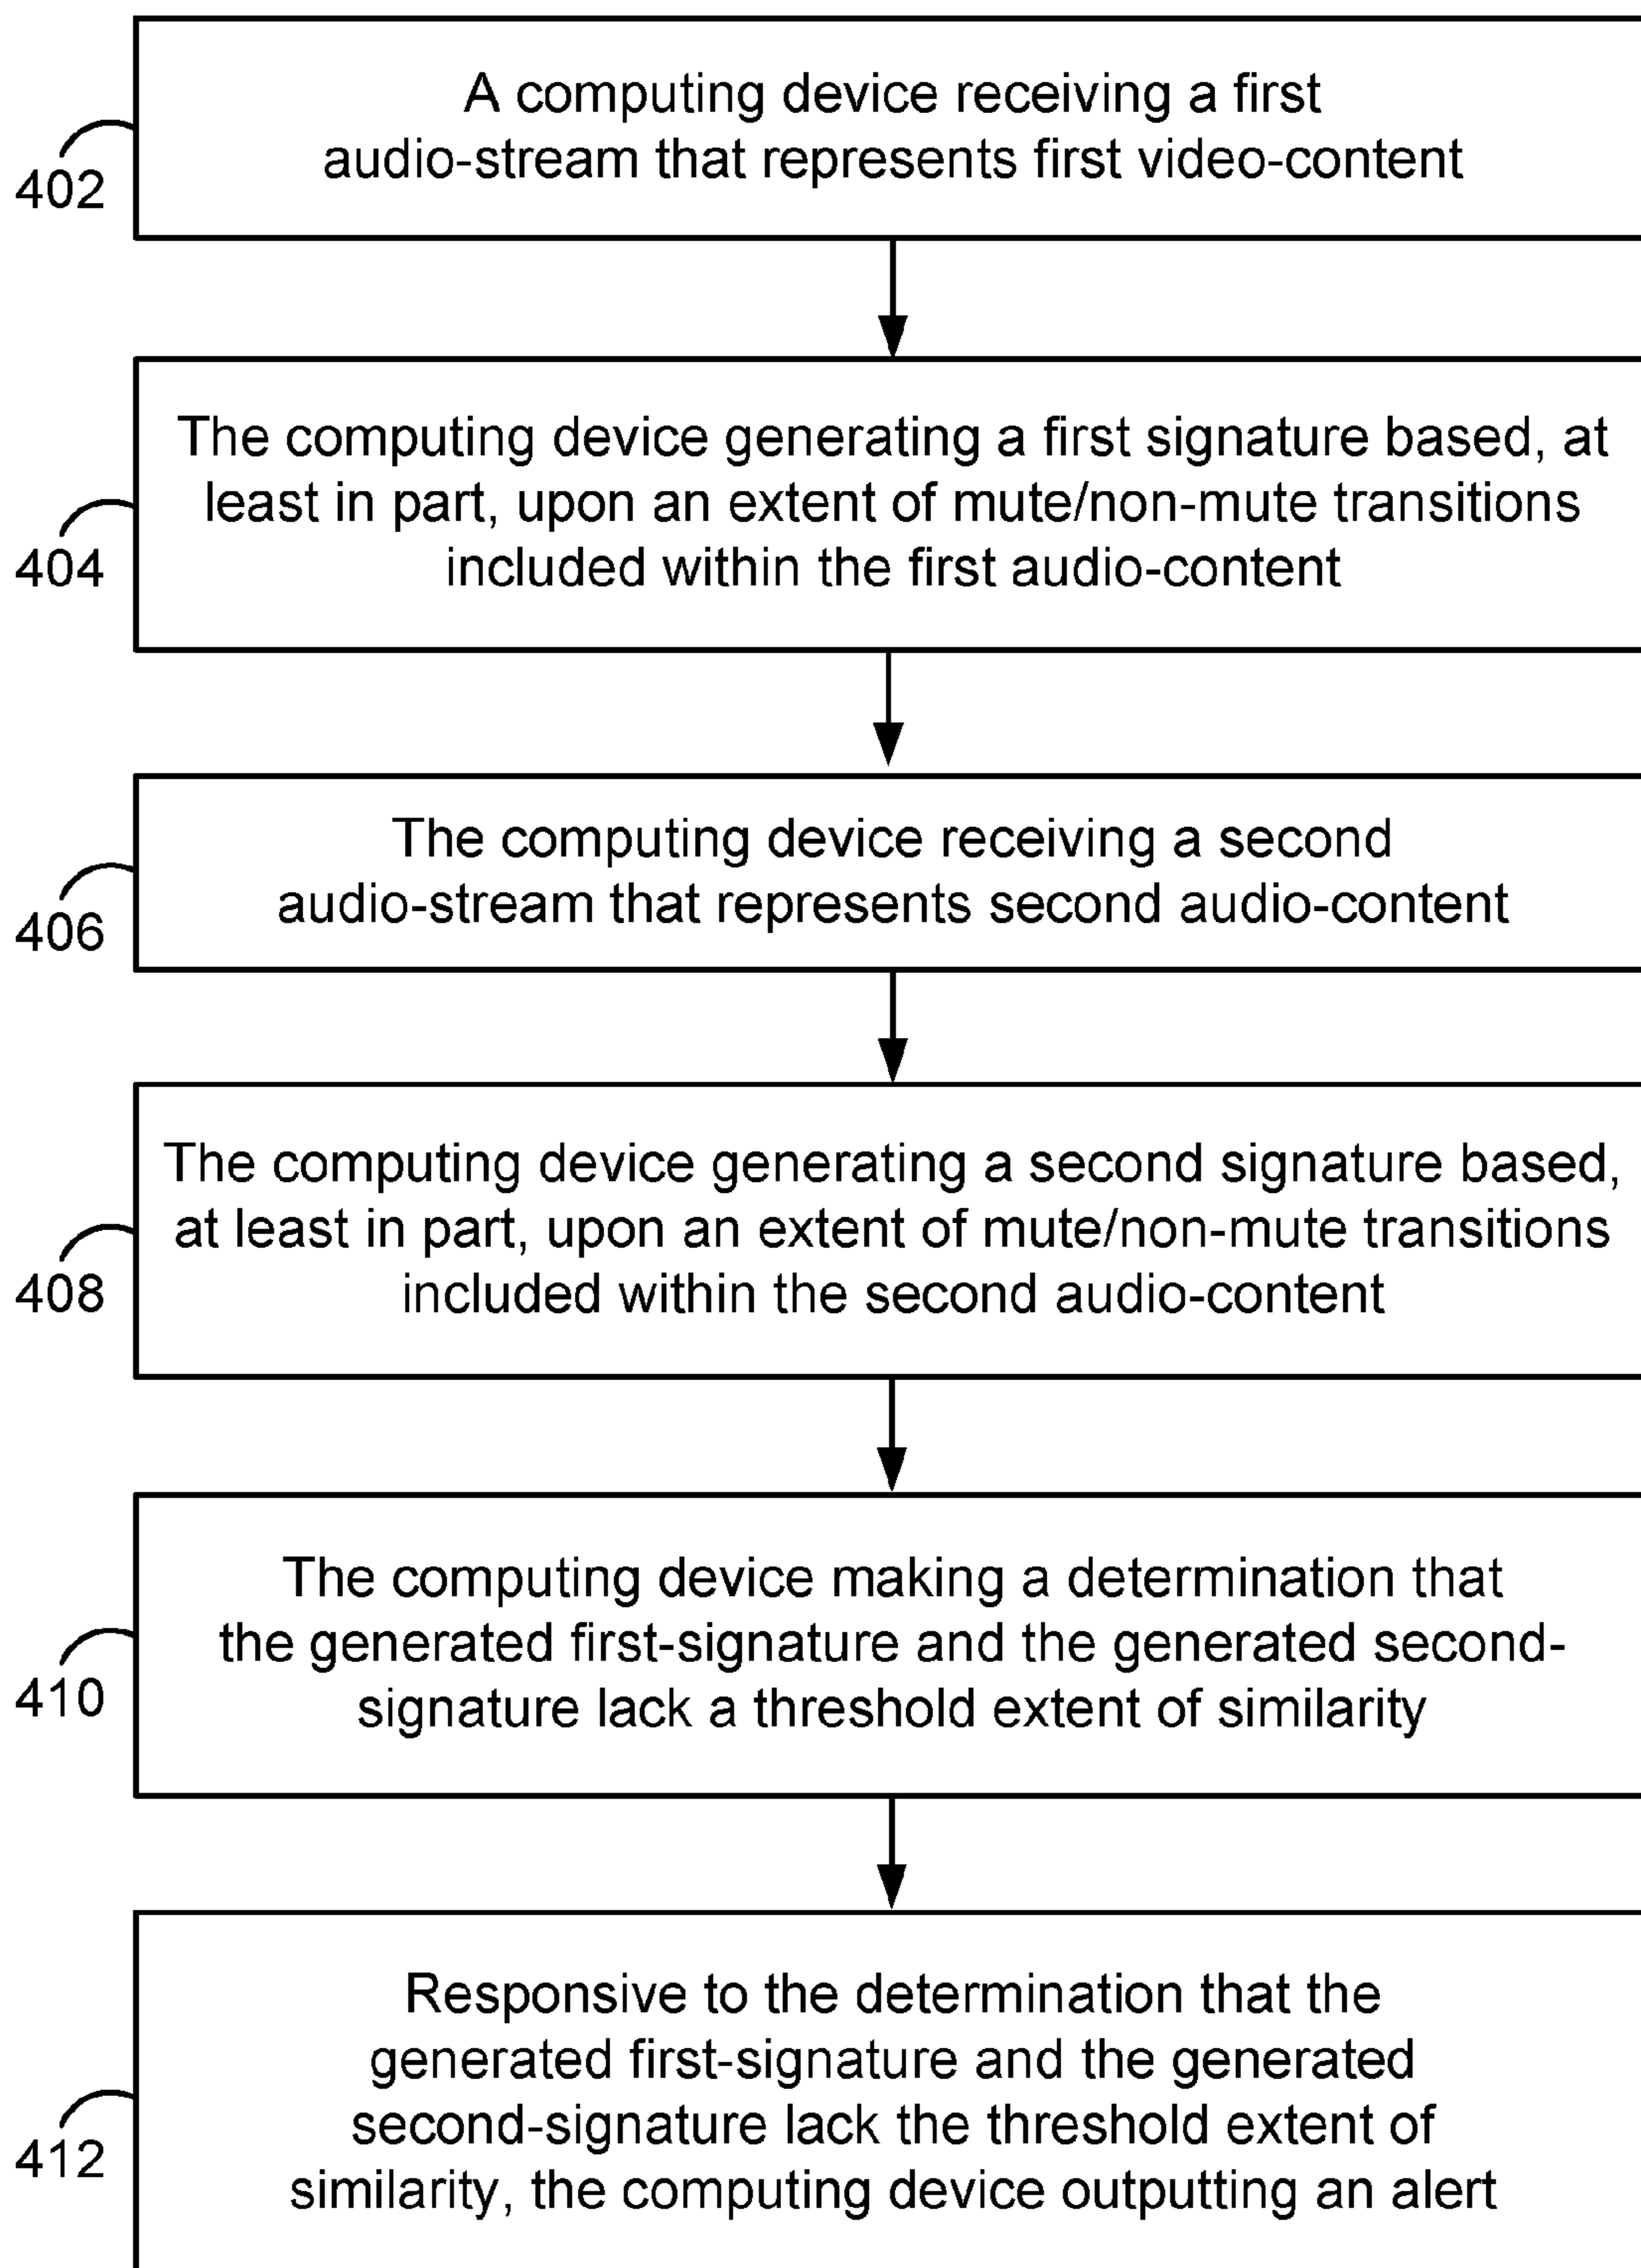 A computing device receiving a first
audio-stream that represents first video-content
402
The computing device generating a first signature based, at
least in part, upon an extent of mute/non-mute transitions
included within the first audio-content
404
The computing device receiving a second
audio-stream that represents second audio-content
406
The computing device generating a second signature based,
at least in part, upon an extent of mute/non-mute transitions
included within the second audio-content
408
The computing device making a determination that
the generated first-signature and the generated second-
signature lack a threshold extent of similarity
410
Responsive to the determination that the
generated first-signature and the generated
second-signature lack the threshold extent of
similarity, the computing device outputting an alert
412